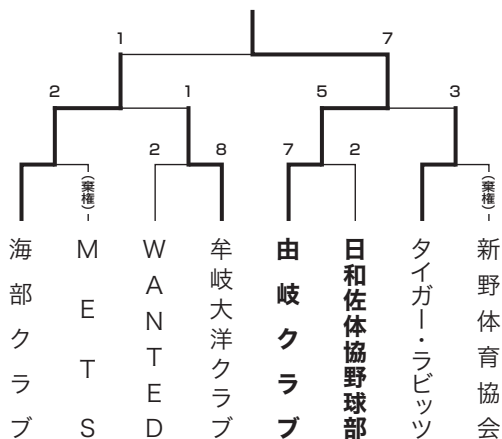 1 7
2 1 5 3
(棄権) 2 8 7 2 (棄権)
海部クラブ
METS
WANTED
牟岐大洋クラブ
由岐クラブ
日和佐体協野球部
タイガー・ラビッツ
新野体育協会